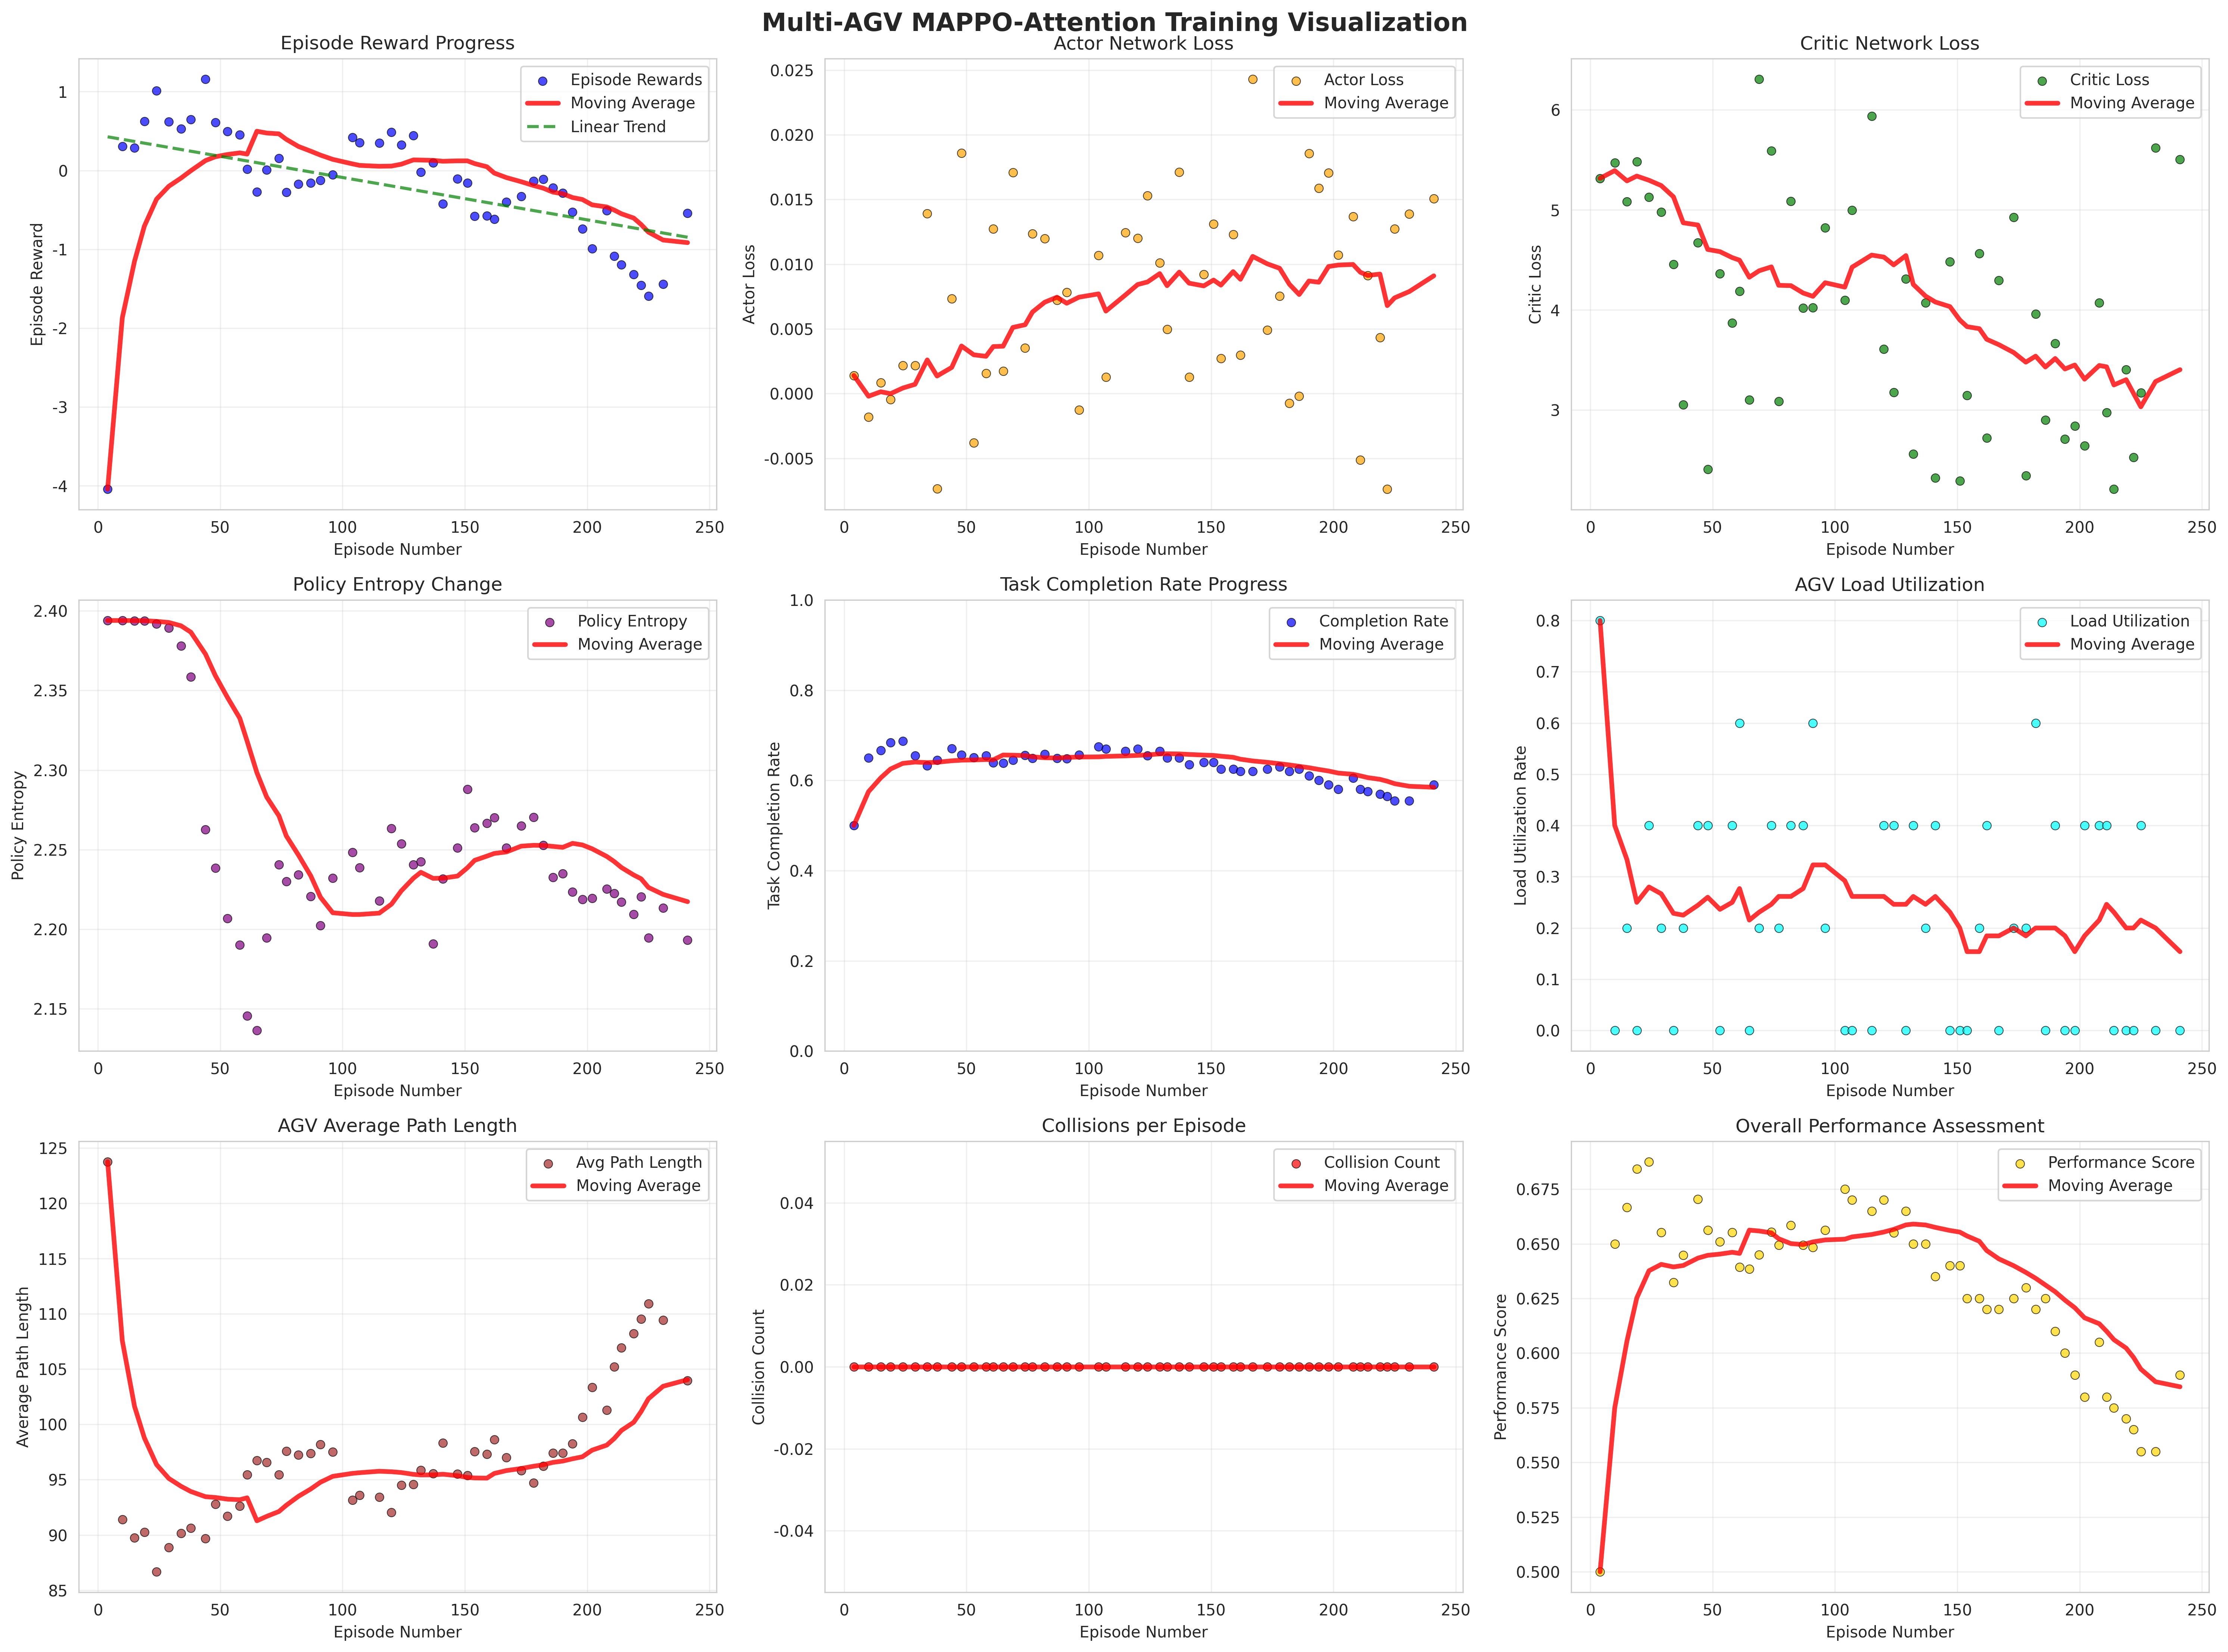 Multi-AGV MAPPO-Attention Training Visualization
Episode Reward Progress
Episode Rewards
Moving Average
Linear Trend
1
0
-1
-2
-3
-4
Episode Reward
0 50 100 150 200 250
Episode Number
Actor Network Loss
Actor Loss
Moving Average
0.025
0.020
0.015
0.010
0.005
0.000
-0.005
Actor Loss
0 50 100 150 200 250
Episode Number
Critic Network Loss
Critic Loss
Moving Average
6
5
4
3
Critic Loss
0 50 100 150 200 250
Episode Number
Policy Entropy Change
Policy Entropy
Moving Average
2.40
2.35
2.30
2.25
2.20
2.15
Policy Entropy
0 50 100 150 200 250
Episode Number
Task Completion Rate Progress
Completion Rate
Moving Average
1.0
0.8
0.6
0.4
0.2
0.0
Task Completion Rate
0 50 100 150 200 250
Episode Number
AGV Load Utilization
Load Utilization
Moving Average
0.8
0.7
0.6
0.5
0.4
0.3
0.2
0.1
0.0
Load Utilization Rate
0 50 100 150 200 250
Episode Number
AGV Average Path Length
Avg Path Length
Moving Average
125
120
115
110
105
100
95
90
85
Average Path Length
0 50 100 150 200 250
Episode Number
Collisions per Episode
Collision Count
Moving Average
0.04
0.02
0.00
-0.02
-0.04
Collision Count
0 50 100 150 200 250
Episode Number
Overall Performance Assessment
Performance Score
Moving Average
0.675
0.650
0.625
0.600
0.575
0.550
0.525
0.500
Performance Score
0 50 100 150 200 250
Episode Number